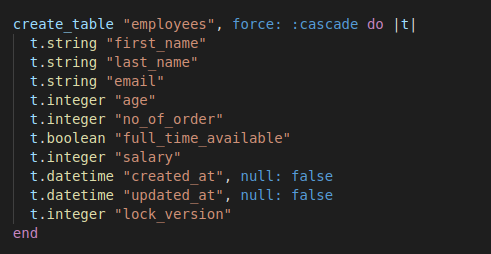 create_table "employees", force: :cascade do |t|
  t.string "first_name"
  t.string "last_name"
  t.string "email"
  t.integer "age"
  t.integer "no_of_order"
  t.boolean "full_time_available"
  t.integer "salary"
  t.datetime "created_at", null: false
  t.datetime "updated_at", null: false
  t.integer "lock_version"
end